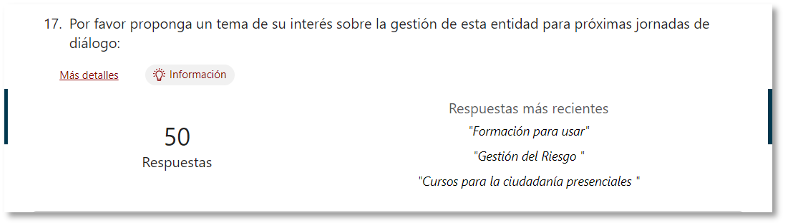 17. Por favor proponga un tema de su interés sobre la gestión de esta entidad para próximas jornadas de
diálogo:
Más detalles
Información
50
Respuestas
Respuestas más recientes
"Formación para usar"
"Gestión del Riesgo "
"Cursos para la ciudadanía presenciales "